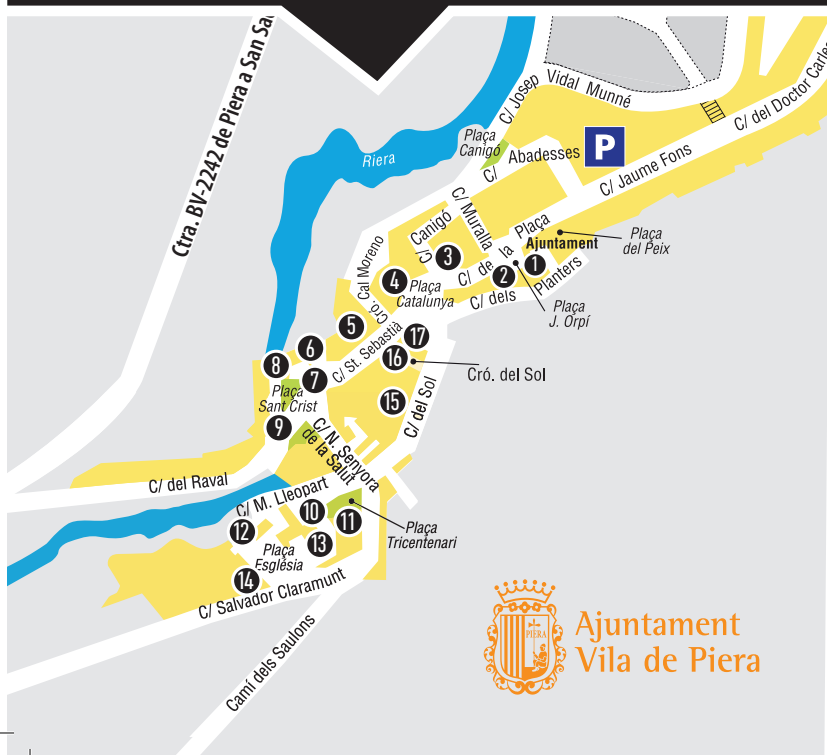 Ctra. BV-2242 de Piera a San Sa
Riera
C/ Josep Vidal Munné
C/ del Doctor Carles
Plaça
Canigó
C/ Abadesses
P
C/ Jaume Fons
C/ Canigó
C/ Muralla
C/ de la Plaça
Ajuntament
Plaça
del Peix
3
1
2
4
Plaça
Catalunya
C/ dels Planters
Plaça
J. Orpí
Cró. Cal Moreno
5
17
6
C/ St. Sebastià
16
8
7
Cró. del Sol
Plaça
Sant Crist
15
C/ del Sol
9
C/ N. Senyora
de la Salut
C/ del Raval
C/ M. Lleopart
10
11
12
Plaça
Tricentenari
13
Plaça
Església
14
C/ Salvador Claramunt
Camí dels Saulons
PIERA
Ajuntament
Vila de Piera